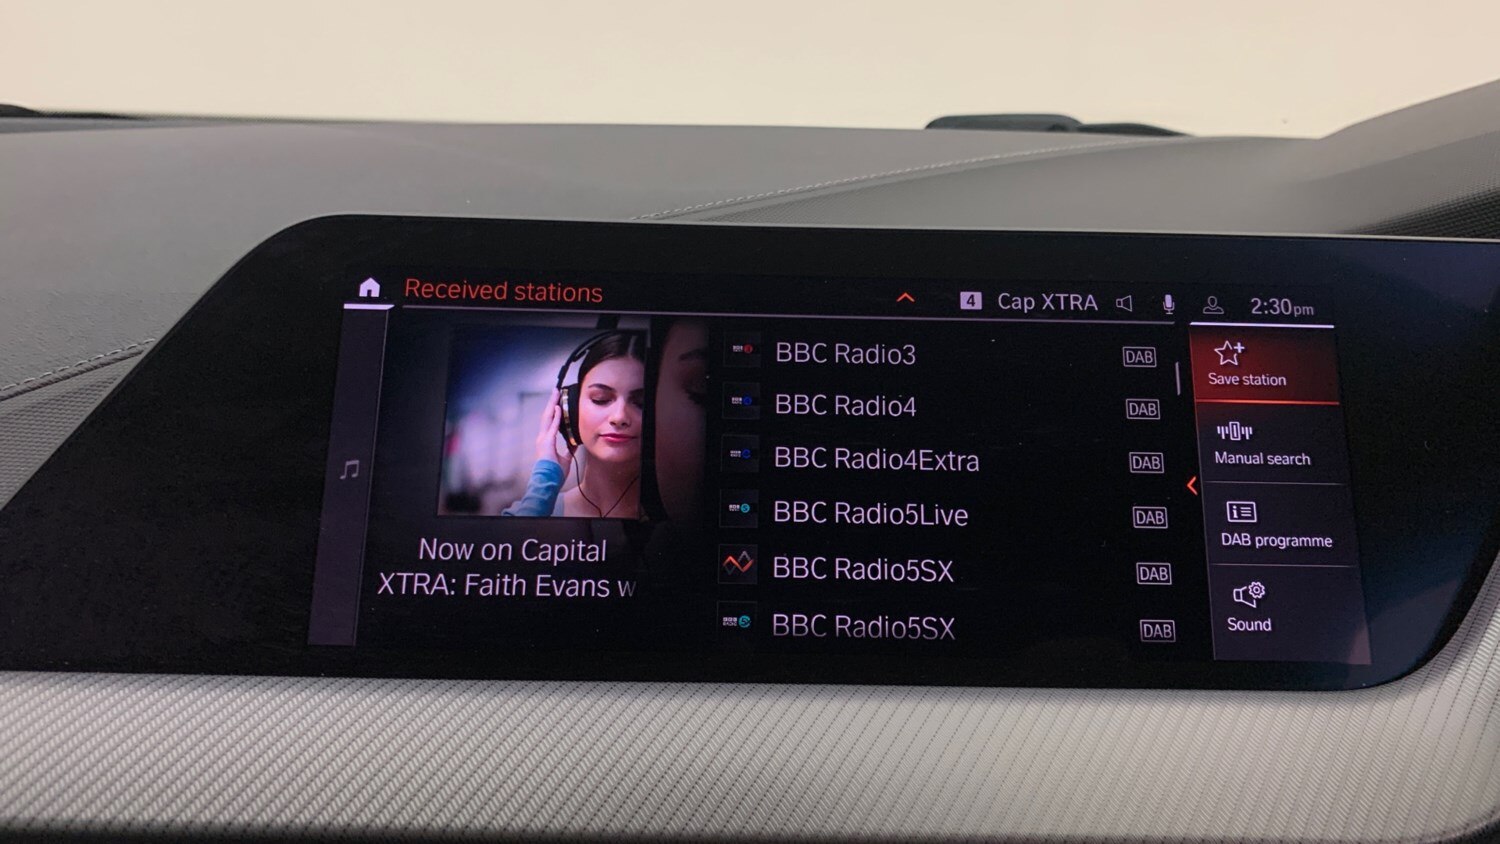 Received stations
4 Cap XTRA
2:30pm
BBC Radio3 DAB
BBC Radio4 DAB
BBC Radio4Extra DAB
BBC Radio5Live DAB
BBC Radio5SX DAB
BBC Radio5SX DAB
Now on Capital
XTRA: Faith Evans w
Save station
Manual search
DAB programme
Sound